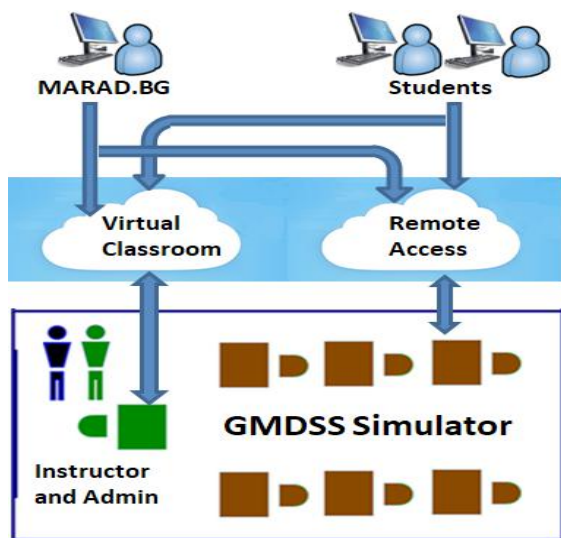 MARAD.BG
Students
Virtual
Classroom
Remote
Access
GMDSS Simulator
Instructor
and Admin